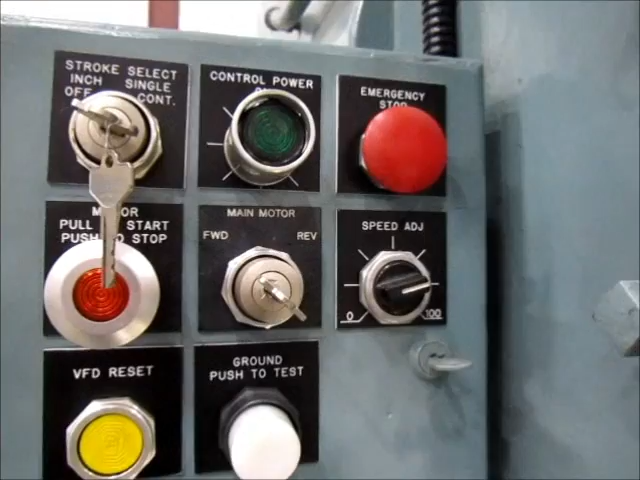 STROKE SELECT
INCH SINGLE
OFF CONT.
CONTROL POWER
EMERGENCY
STOP
MOTOR
PULL START
PUSH TO STOP
MAIN MOTOR
FWD REV
SPEED ADJ
0 100
VFD RESET
GROUND
PUSH TO TEST